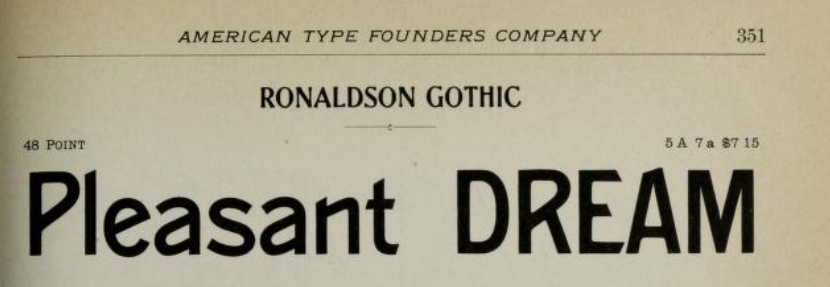 AMERICAN TYPE FOUNDERS COMPANY 351
RONALDSON GOTHIC
48 POINT 5 A 7 a $7 15
Pleasant DREAM